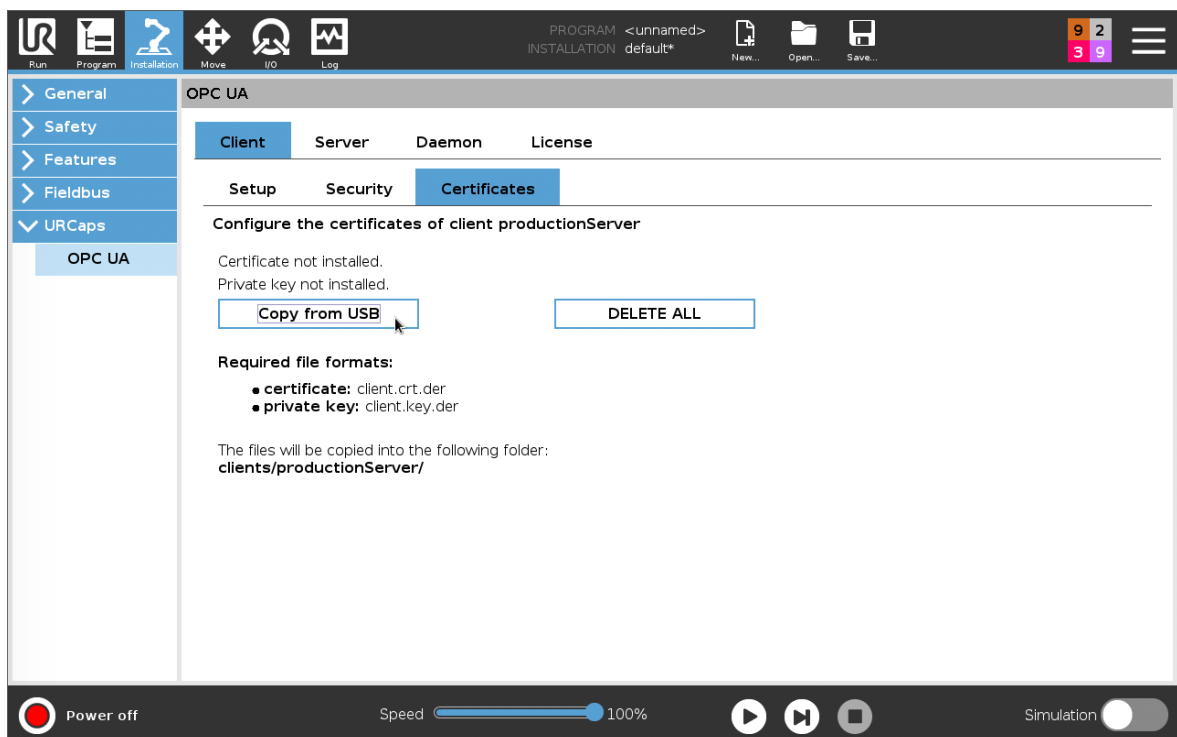 UR
Run
Program
Installation
Move
I/O
Log
PROGRAM <unnamed>
INSTALLATION default*
New...
Open...
Save...
9 2
3 9
General
Safety
Features
Fieldbus
URCaps
OPC UA
OPC UA
Client Server Daemon License
Setup Security Certificates
Configure the certificates of client productionServer
Certificate not installed.
Private key not installed.
Copy from USB DELETE ALL
Required file formats:
certificate: client.crt.der
private key: client.key.der
The files will be copied into the following folder:
clients/productionServer/
Power off
Speed 100%
Simulation